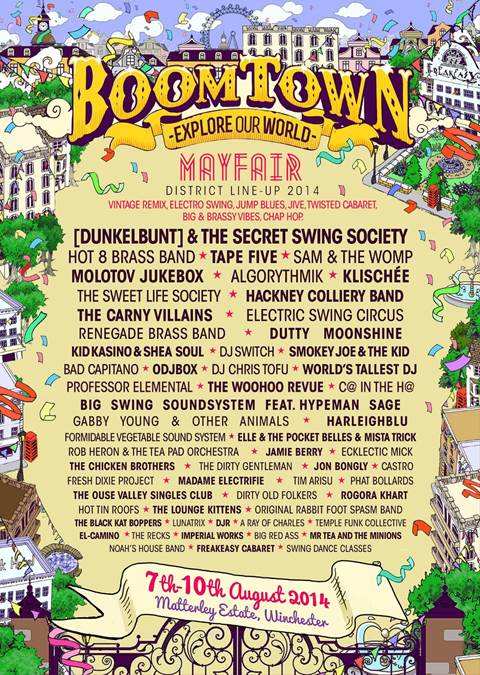 BOOMTOWN
-EXPLORE OUR WORLD-
MAYFAIR
DISTRICT LINE-UP 2014
VINTAGE REMIX, ELECTRO SWING, JUMP BLUES, JIVE, TWISTED CABARET,
BIG & BRASSY VIBES, CHAP HOP.
[DUNKELBUNT] & THE SECRET SWING SOCIETY
HOT 8 BRASS BAND ★ TAPE FIVE ★ SAM & THE WOMP
MOLOTOV JUKEBOX ★ ALGORYTHMIK ★ KLISCHÉE
THE SWEET LIFE SOCIETY ★ HACKNEY COLLIERY BAND
THE CARNY VILLAINS ★ ELECTRIC SWING CIRCUS
RENEGADE BRASS BAND ★ DUTTY MOONSHINE
KID KASINO & SHEA SOUL ★ DJ SWITCH ★ SMOKEY JOE & THE KID
BAD CAPITANO ★ ODJBOX ★ DJ CHRIS TOFU ★ WORLD'S TALLEST DJ
PROFESSOR ELEMENTAL ★ THE WOOHOO REVUE ★ C@ IN THE H@
BIG SWING SOUNDSYSTEM FEAT. HYPEMAN SAGE
GABBY YOUNG & OTHER ANIMALS ★ HARLEIGHBLU
FORMIDABLE VEGETABLE SOUND SYSTEM ★ ELLE & THE POCKET BELLES & MISTA TRICK
ROB HERON & THE TEA PAD ORCHESTRA ★ JAMIE BERRY ★ ECKLECTIC MICK
THE CHICKEN BROTHERS ★ THE DIRTY GENTLEMAN ★ JON BONGLY ★ CASTRO
FRESH DIXIE PROJECT ★ MADAME ELECTRIFIE ★ TIM ARISU ★ PHAT BOLLARDS
THE OUSE VALLEY SINGLES CLUB ★ DIRTY OLD FOLKERS ★ ROGORA KHART
HOT TIN ROOFS ★ THE LOUNGE KITTENS ★ ORIGINAL RABBIT FOOT SPASM BAND
THE BLACK KAT BOPPERS ★ LUNATRIX ★ DJR ★ A RAY OF CHARLES ★ TEMPLE FUNK COLLECTIVE
EL-CAMINO ★ THE RECKS ★ IMPERIAL WORKS ★ BIG RED ASS ★ MR TEA AND THE MINIONS
NOAH'S HOUSE BAND ★ FREAKEASY CABARET ★ SWING DANCE CLASSES
7th-10th August 2014
Matterley Estate, Winchester